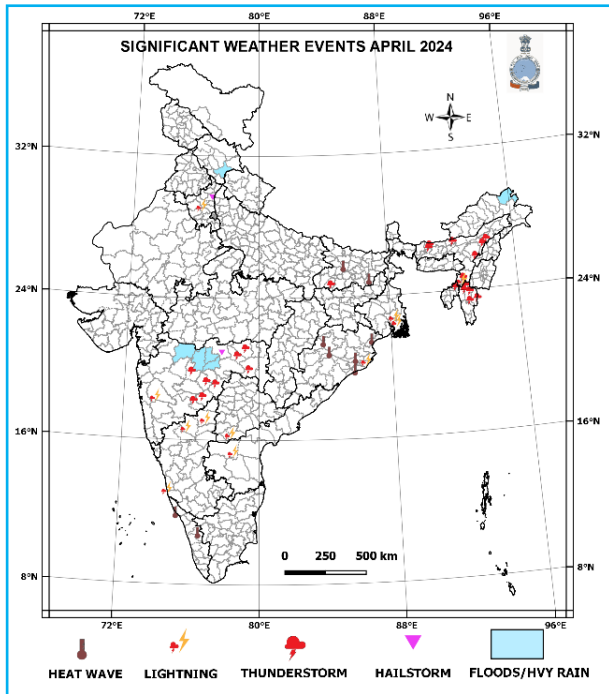 72°E 80°E 88°E 96°E
SIGNIFICANT WEATHER EVENTS APRIL 2024
N
W E
S
32°N 32°N
24°N 24°N
16°N 16°N
0 250 500 km
8°N 8°N
72°E 80°E 88°E 96°E
HEAT WAVE LIGHTNING THUNDERSTORM HAILSTORM FLOODS/HVY RAIN